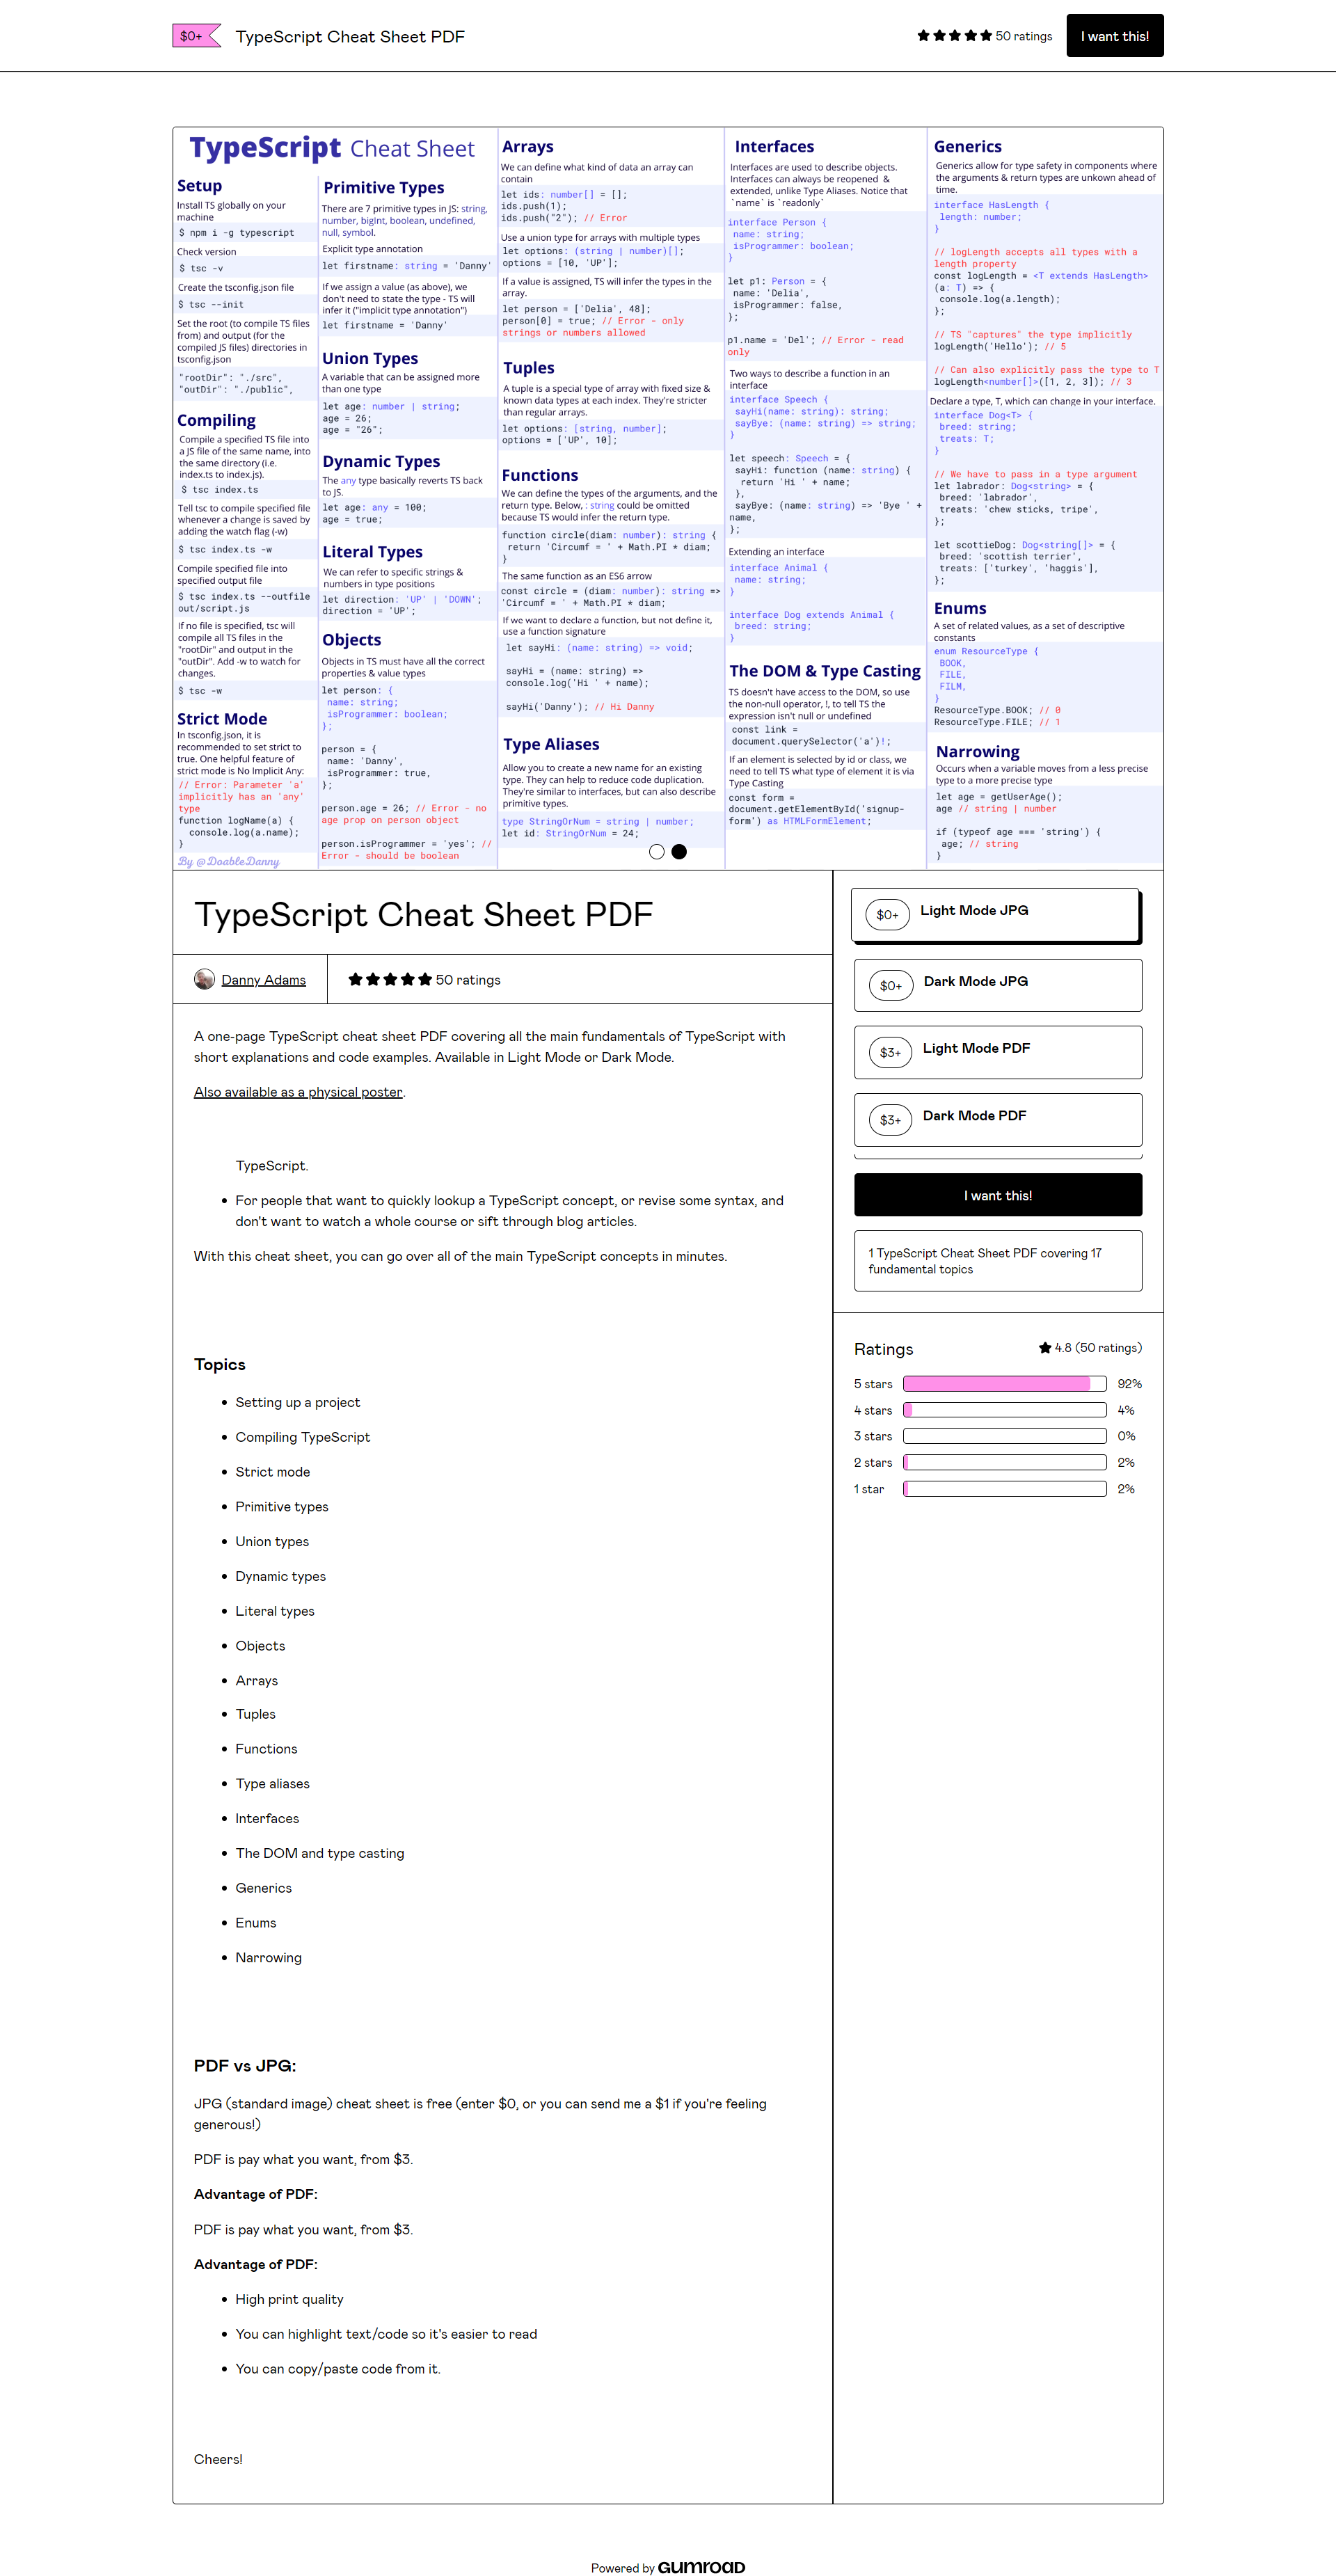 $0+
TypeScript Cheat Sheet PDF
50 ratings
I want this!
TypeScript Cheat Sheet
Setup
Install TS globally on your
machine
$ npm i -g typescript
Check version
$ tsc -v
Create the tsconfig.json file
$ tsc --init
Set the root (to compile TS files
from) and output (for the
compiled JS files) directories in
tsconfig.json
"rootDir": "./src",
"outDir": "./public",
Compiling
Compile a specified TS file into
a JS file of the same name, into
the same directory (i.e.
index.ts to index.js).
$ tsc index.ts
Tell tsc to compile specified file
whenever a change is saved by
adding the watch flag (-w)
$ tsc index.ts -w
Compile specified file into
specified output file
$ tsc index.ts --outfile
out/script.js
If no file is specified, tsc will
compile all TS files in the
"rootDir" and output in the
"outDir". Add -w to watch for
changes.
$ tsc -w
Strict Mode
In tsconfig.json, it is
recommended to set strict to
true. One helpful feature of
strict mode is No Implicit Any:
// Error: Parameter 'a'
implicitly has an 'any'
type
function logName(a) {
console.log(a.name);
}
By @DoableDanny
Primitive Types
There are 7 primitive types in JS: string,
number, bigInt, boolean, undefined,
null, symbol.
Explicit type annotation
let firstname: string = 'Danny'
If we assign a value (as above), we
don't need to state the type - TS will
infer it ("implicit type annotation")
let firstname = 'Danny'
Union Types
A variable that can be assigned more
than one type
let age: number | string;
age = 26;
age = "26";
Dynamic Types
The any type basically reverts TS back
to JS.
let age: any = 100;
age = true;
Literal Types
We can refer to specific strings &
numbers in type positions
let direction: 'UP' | 'DOWN';
direction = 'UP';
Objects
Objects in TS must have all the correct
properties & value types
let person: {
name: string;
isProgrammer: boolean;
};
person = {
name: 'Danny',
isProgrammer: true,
};
person.age = 26; // Error - no
age prop on person object
person.isProgrammer = 'yes'; //
Error - should be boolean
Arrays
We can define what kind of data an array can
contain
let ids: number[] = [];
ids.push(1);
ids.push("2"); // Error
Use a union type for arrays with multiple types
let options: (string | number)[];
options = [10, 'UP'];
If a value is assigned, TS will infer the types in the
array.
let person = ['Delia', 48];
person[0] = true; // Error - only
strings or numbers allowed
Tuples
A tuple is a special type of array with fixed size &
known data types at each index. They're stricter
than regular arrays.
let options: [string, number];
options = ['UP', 10];
Functions
We can define the types of the arguments, and the
return type. Below, : string could be omitted
because TS would infer the return type.
function circle(diam: number): string {
return 'Circumf = ' + Math.PI * diam;
}
The same function as an ES6 arrow
const circle = (diam: number): string =>
'Circumf = ' + Math.PI * diam;
If we want to declare a function, but not define it,
use a function signature
let sayHi: (name: string) => void;
sayHi = (name: string) =>
console.log('Hi ' + name);
sayHi('Danny'); // Hi Danny
Type Aliases
Allow you to create a new name for an existing
type. They can help to reduce code duplication.
They're similar to interfaces, but can also describe
primitive types.
type StringOrNum = string | number;
let id: StringOrNum = 24;
Interfaces
Interfaces are used to describe objects.
Interfaces can always be reopened &
extended, unlike Type Aliases. Notice that
`name` is `readonly`
interface Person {
name: string;
isProgrammer: boolean;
}
let p1: Person = {
name: 'Delia',
isProgrammer: false,
};
p1.name = 'Del'; // Error - read
only
Two ways to describe a function in an
interface
interface Speech {
sayHi(name: string): string;
sayBye: (name: string) => string;
}
let speech: Speech = {
sayHi: function (name: string) {
return 'Hi ' + name;
},
sayBye: (name: string) => 'Bye ' +
name,
};
Extending an interface
interface Animal {
name: string;
}
interface Dog extends Animal {
breed: string;
}
The DOM & Type Casting
TS doesn't have access to the DOM, so use
the non-null operator, !, to tell TS the
expression isn't null or undefined
const link =
document.querySelector('a')!;
If an element is selected by id or class, we
need to tell TS what type of element it is via
Type Casting
const form =
document.getElementById('signup-
form') as HTMLFormElement;
Generics
Generics allow for type safety in components where
the arguments & return types are unkown ahead of
time.
interface HasLength {
length: number;
}
// logLength accepts all types with a
length property
const logLength = <T extends HasLength>
(a: T) => {
console.log(a.length);
};
// TS "captures" the type implicitly
logLength('Hello'); // 5
// Can also explicitly pass the type to T
logLength<number[]>([1, 2, 3]); // 3
Declare a type, T, which can change in your interface.
interface Dog<T> {
breed: string;
treats: T;
}
// We have to pass in a type argument
let labrador: Dog<string> = {
breed: 'labrador',
treats: 'chew sticks, tripe',
};
let scottieDog: Dog<string[]> = {
breed: 'scottish terrier',
treats: ['turkey', 'haggis'],
};
Enums
A set of related values, as a set of descriptive
constants
enum ResourceType {
BOOK,
FILE,
FILM,
}
ResourceType.BOOK; // 0
ResourceType.FILE; // 1
Narrowing
Occurs when a variable moves from a less precise
type to a more precise type
let age = getUserAge();
age // string | number
if (typeof age === 'string') {
age; // string
}
TypeScript Cheat Sheet PDF
Danny Adams
50 ratings
A one-page TypeScript cheat sheet PDF covering all the main fundamentals of TypeScript with
short explanations and code examples. Available in Light Mode or Dark Mode.
Also available as a physical poster.
TypeScript.
• For people that want to quickly lookup a TypeScript concept, or revise some syntax, and
don't want to watch a whole course or sift through blog articles.
With this cheat sheet, you can go over all of the main TypeScript concepts in minutes.
Topics
• Setting up a project
• Compiling TypeScript
• Strict mode
• Primitive types
• Union types
• Dynamic types
• Literal types
• Objects
• Arrays
• Tuples
• Functions
• Type aliases
• Interfaces
• The DOM and type casting
• Generics
• Enums
• Narrowing
PDF vs JPG:
JPG (standard image) cheat sheet is free (enter $0, or you can send me a $1 if you're feeling
generous!)
PDF is pay what you want, from $3.
Advantage of PDF:
PDF is pay what you want, from $3.
Advantage of PDF:
• High print quality
• You can highlight text/code so it's easier to read
• You can copy/paste code from it.
Cheers!
$0+ Light Mode JPG
$0+ Dark Mode JPG
$3+ Light Mode PDF
$3+ Dark Mode PDF
I want this!
1 TypeScript Cheat Sheet PDF covering 17
fundamental topics
Ratings 4.8 (50 ratings)
5 stars 92%
4 stars 4%
3 stars 0%
2 stars 2%
1 star 2%
Powered by GUMROAD